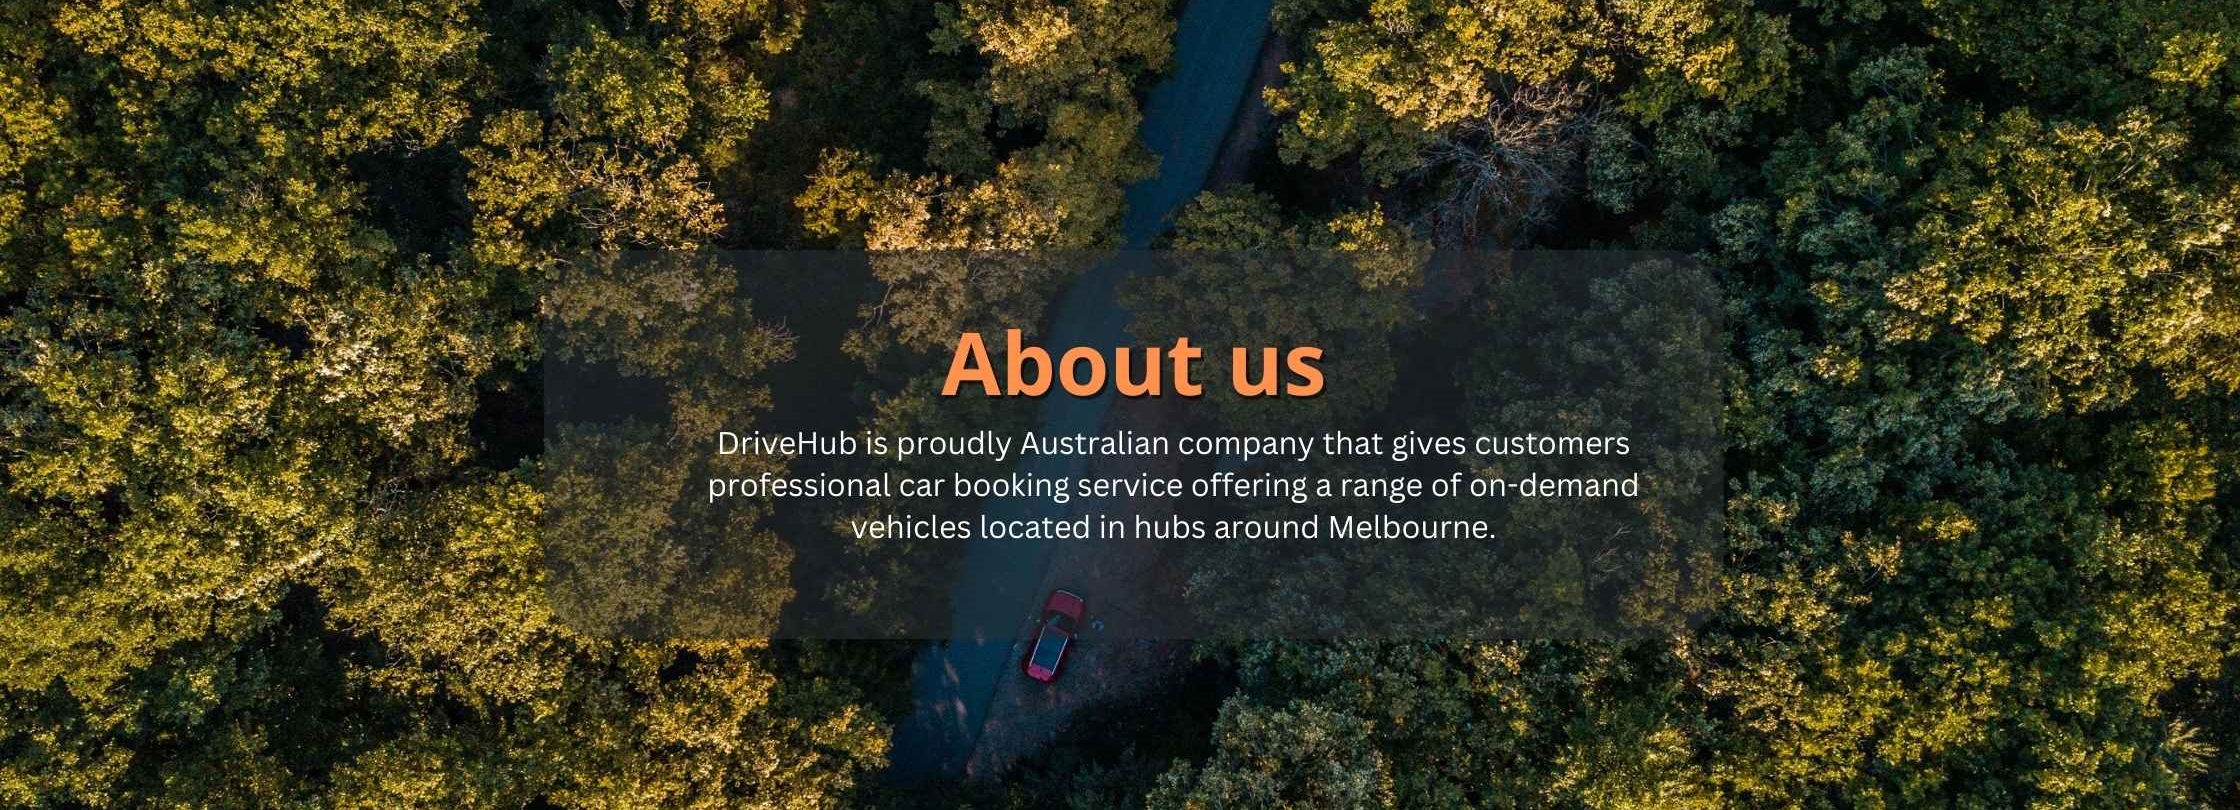 About us
DriveHub is proudly Australian company that gives customers
professional car booking service offering a range of on-demand
vehicles located in hubs around Melbourne.